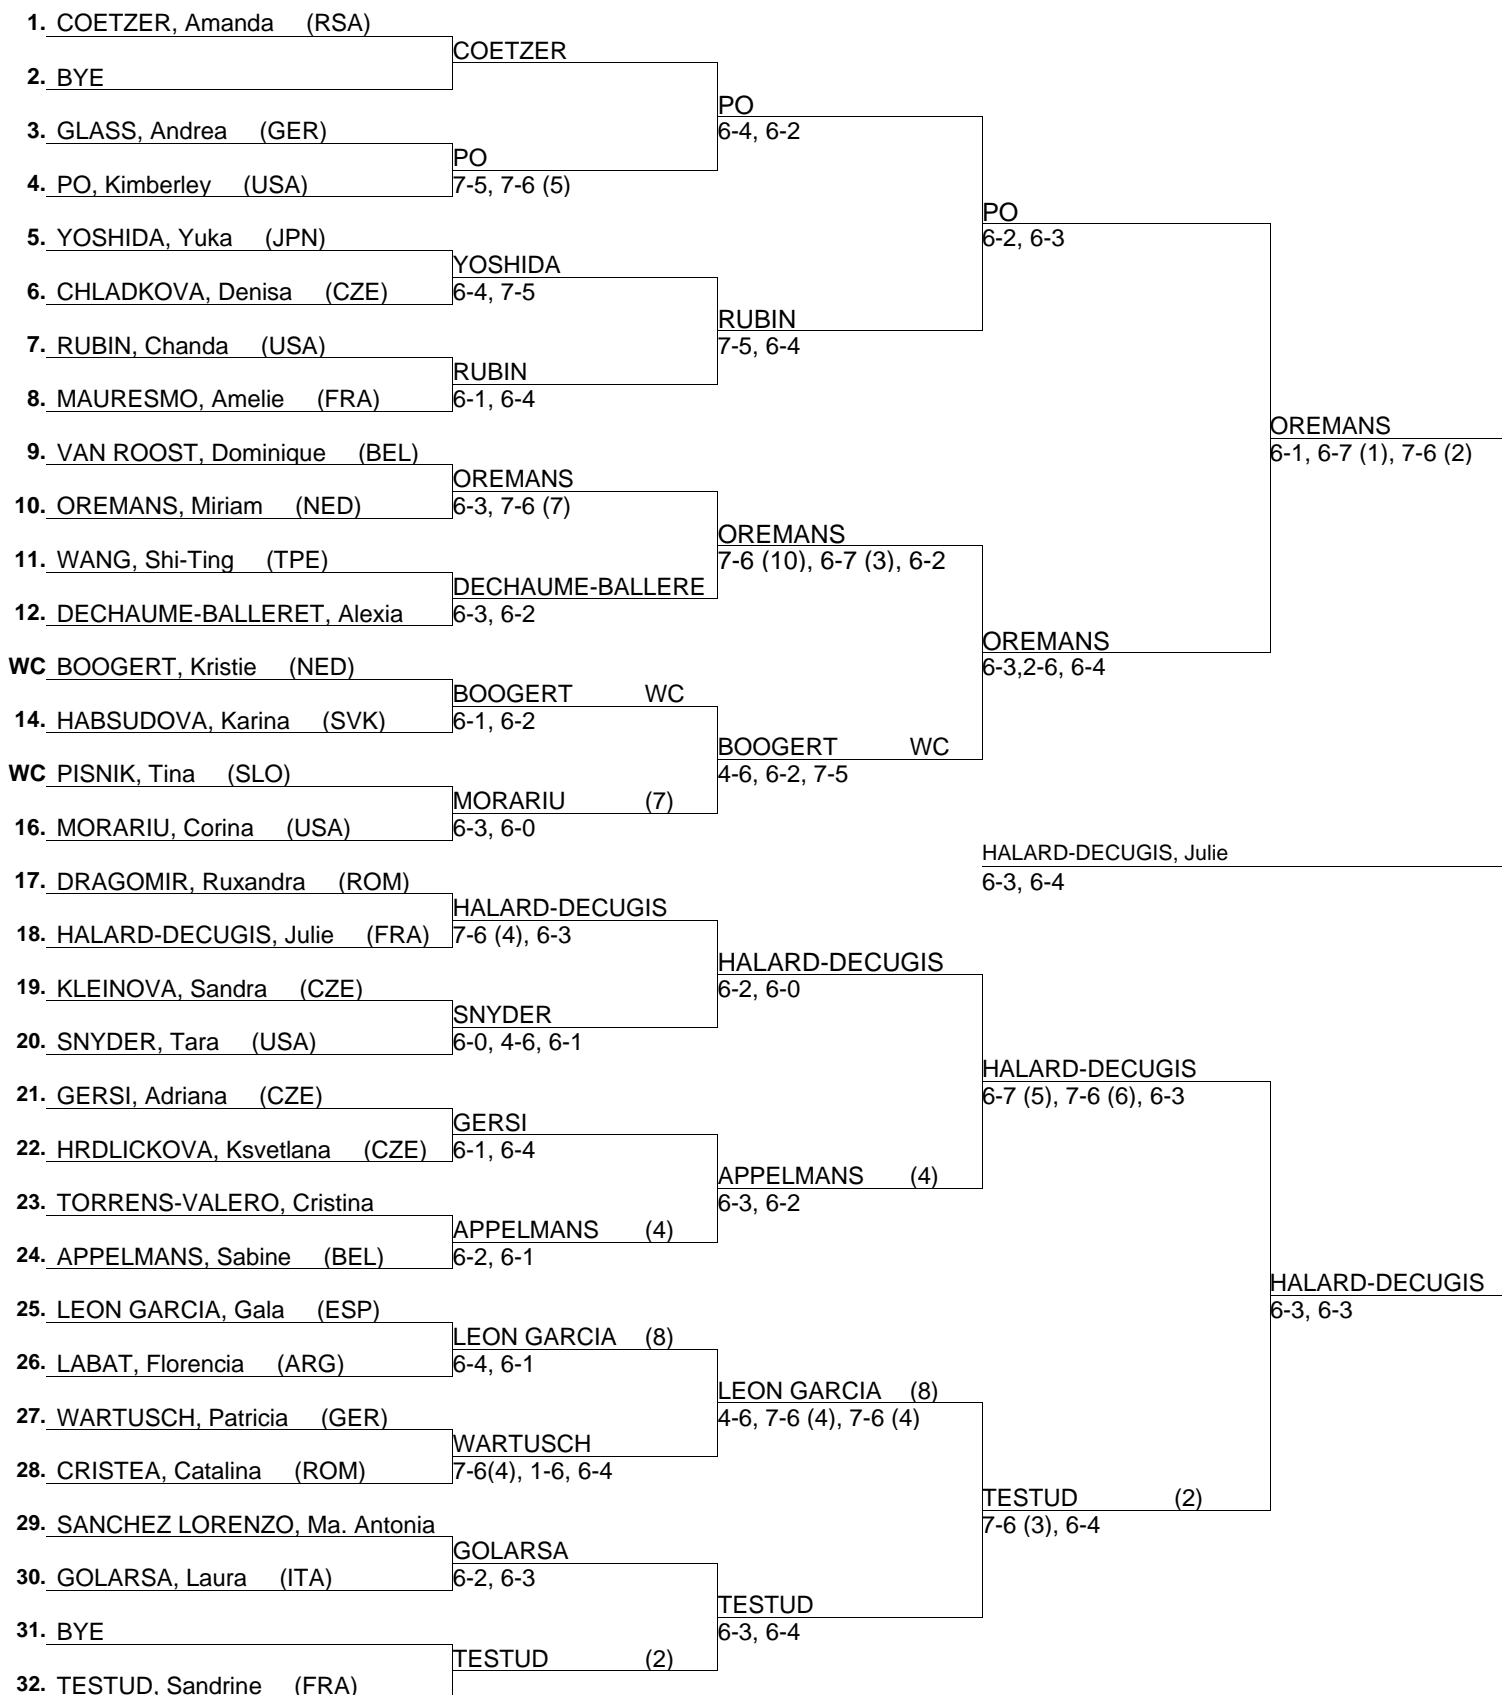 1. COETZER, Amanda (RSA)
COETZER
2. BYE
PO
6-4, 6-2
3. GLASS, Andrea (GER)
PO
4. PO, Kimberley (USA)
7-5, 7-6 (5)
PO
6-2, 6-3
5. YOSHIDA, Yuka (JPN)
YOSHIDA
6. CHLADKOVA, Denisa (CZE)
6-4, 7-5
RUBIN
7-5, 6-4
7. RUBIN, Chanda (USA)
RUBIN
8. MAURESMO, Amelie (FRA)
6-1, 6-4
OREMANS
6-1, 6-7 (1), 7-6 (2)
9. VAN ROOST, Dominique (BEL)
OREMANS
10. OREMANS, Miriam (NED)
6-3, 7-6 (7)
OREMANS
7-6 (10), 6-7 (3), 6-2
11. WANG, Shi-Ting (TPE)
DECHAUME-BALLERE
12. DECHAUME-BALLERET, Alexia
6-3, 6-2
OREMANS
6-3,2-6, 6-4
WC BOOGERT, Kristie (NED)
BOOGERT WC
14. HABSUDOVA, Karina (SVK)
6-1, 6-2
BOOGERT WC
4-6, 6-2, 7-5
WC PISNIK, Tina (SLO)
MORARIU (7)
16. MORARIU, Corina (USA)
6-3, 6-0
HALARD-DECUGIS, Julie
6-3, 6-4
17. DRAGOMIR, Ruxandra (ROM)
HALARD-DECUGIS
18. HALARD-DECUGIS, Julie (FRA)
7-6 (4), 6-3
HALARD-DECUGIS
6-2, 6-0
19. KLEINOVA, Sandra (CZE)
SNYDER
20. SNYDER, Tara (USA)
6-0, 4-6, 6-1
HALARD-DECUGIS
6-7 (5), 7-6 (6), 6-3
21. GERSI, Adriana (CZE)
GERSI
22. HRDLICKOVA, Ksvetlana (CZE)
6-1, 6-4
APPELMANS (4)
6-3, 6-2
23. TORRENS-VALERO, Cristina
APPELMANS (4)
24. APPELMANS, Sabine (BEL)
6-2, 6-1
HALARD-DECUGIS
6-3, 6-3
25. LEON GARCIA, Gala (ESP)
LEON GARCIA (8)
26. LABAT, Florencia (ARG)
6-4, 6-1
LEON GARCIA (8)
4-6, 7-6 (4), 7-6 (4)
27. WARTUSCH, Patricia (GER)
WARTUSCH
28. CRISTEA, Catalina (ROM)
7-6(4), 1-6, 6-4
TESTUD (2)
7-6 (3), 6-4
29. SANCHEZ LORENZO, Ma. Antonia
GOLARSA
30. GOLARSA, Laura (ITA)
6-2, 6-3
TESTUD
6-3, 6-4
31. BYE
TESTUD (2)
32. TESTUD, Sandrine (FRA)